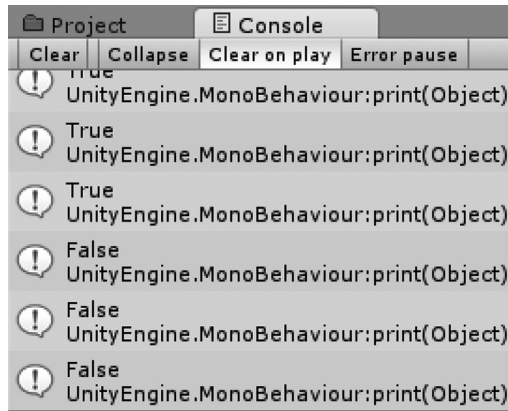 Project
Console
Clear
Collapse
Clear on play
Error pause
True
UnityEngine.MonoBehaviour:print(Object)
True
UnityEngine.MonoBehaviour:print(Object)
True
UnityEngine.MonoBehaviour:print(Object)
False
UnityEngine.MonoBehaviour:print(Object)
False
UnityEngine.MonoBehaviour:print(Object)
False
UnityEngine.MonoBehaviour:print(Object)